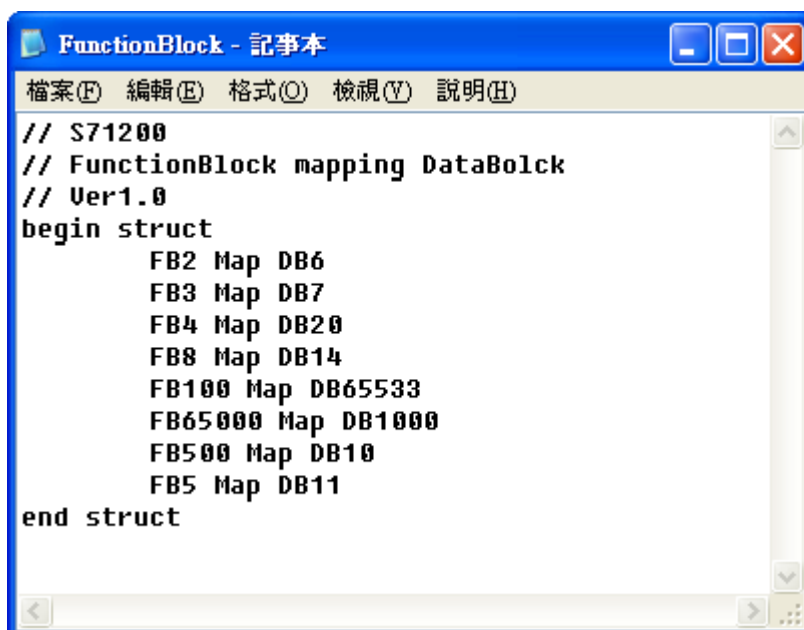 FunctionBlock - 記事本
檔案(F) 編輯(E) 格式(O) 檢視(V) 說明(H)
// S71200
// FunctionBlock mapping DataBolck
// Ver1.0
begin struct
FB2 Map DB6
FB3 Map DB7
FB4 Map DB20
FB8 Map DB14
FB100 Map DB65533
FB65000 Map DB1000
FB500 Map DB10
FB5 Map DB11
end struct